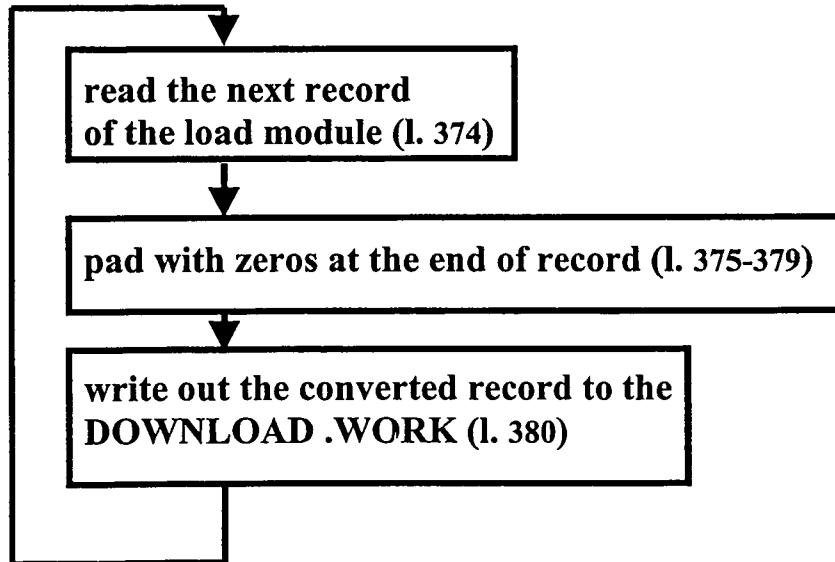 read the next record
of the load module (l. 374)
pad with zeros at the end of record (l. 375-379)
write out the converted record to the
DOWNLOAD .WORK (l. 380)